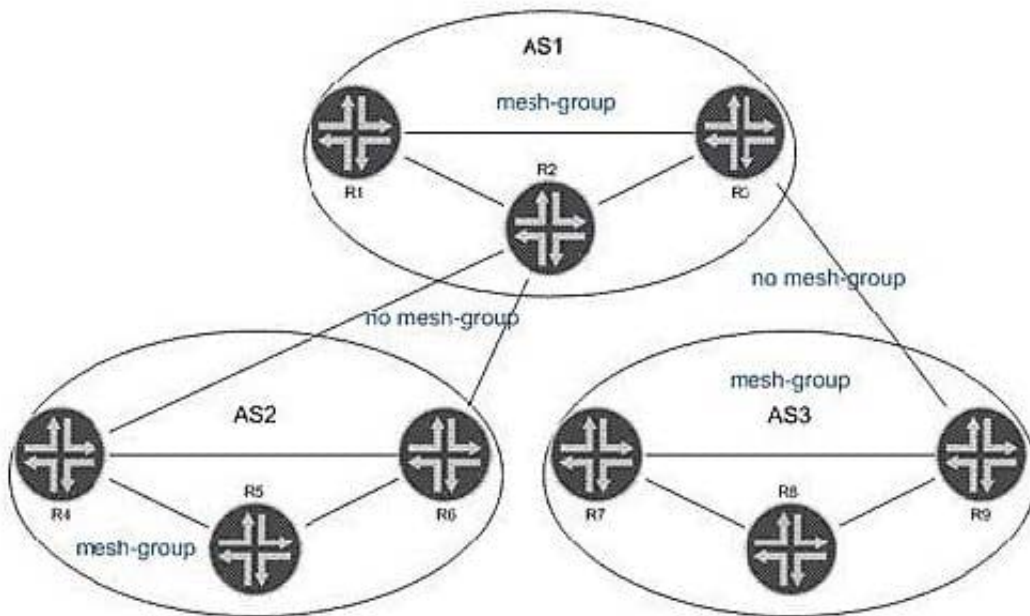 AS1
mesh-group
R1
R2
R3
no mesh-group
no mesh-group
mesh-group
AS2
AS3
R4
R5
R6
R7
R8
R9
mesh-group